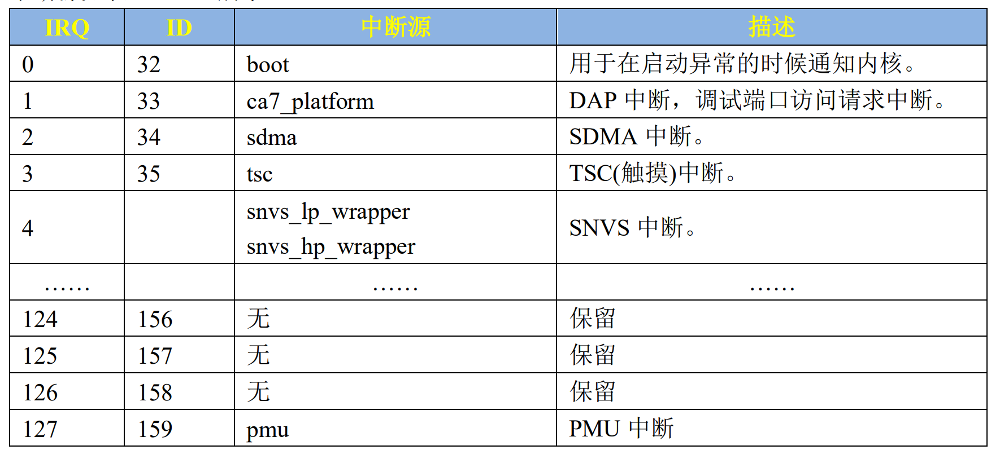 IRQ ID 中断源 描述
0 32 boot 用于在启动异常的时候通知内核。
1 33 ca7_platform DAP 中断，调试端口访问请求中断。
2 34 sdma SDMA 中断。
3 35 tsc TSC(触摸)中断。
4 snvs_lp_wrapper
snvs_hp_wrapper SNVS 中断。
…… …… ……
124 156 无 保留
125 157 无 保留
126 158 无 保留
127 159 pmu PMU 中断